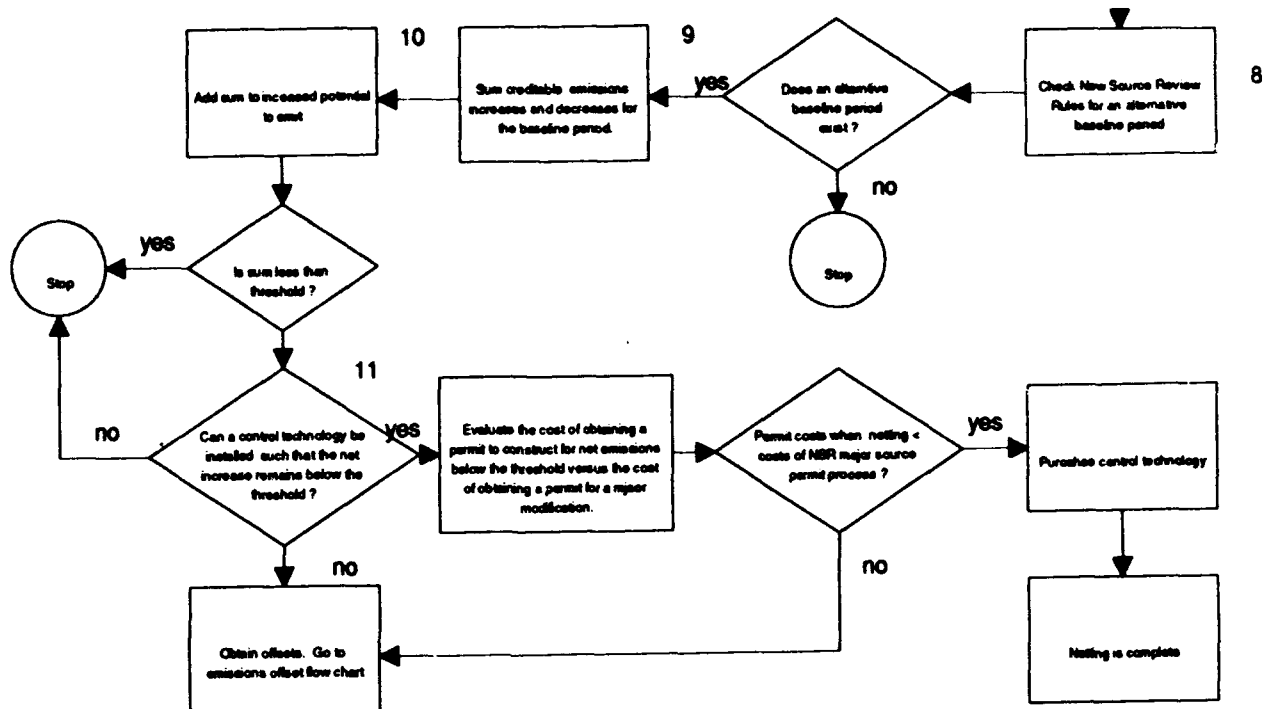 8
Check New Source Review
Rules for an alternative
baseline period
Does an alterntive
baseline period
exist ?
yes
no
Stop
9
Sum creditable emissions
increases and decreases for
the baseline period.
10
Add sum to inceased potential
to emit
Is sum less than
threshold ?
yes
Stop
11
Can a control technology be
installed such that the net
increase remains below the
threshold ?
no
yes
no
Evaluate the cost of obtaining a
permit to construct for net emissions
below the threshold versus the cost
of obtaining a permit for a major
modification.
Permit costs when netting <
costs of NSR major source
permit process ?
yes
no
Purcahse control technology
Netting is complete
Obtain offsets. Go to
emissions offset flow chart